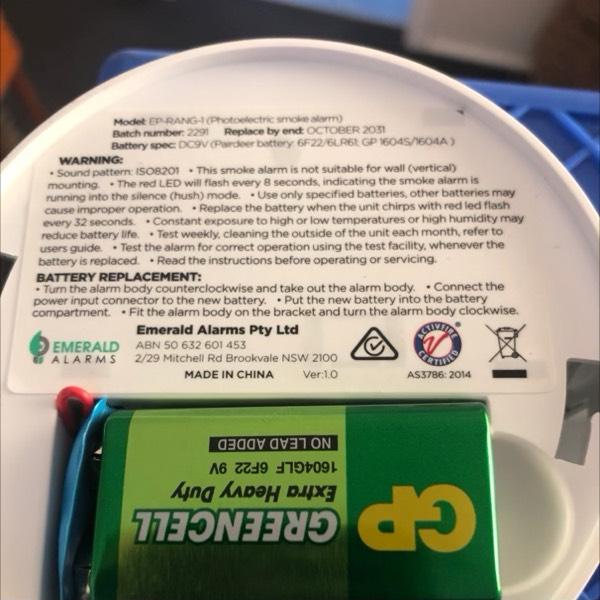 Model: EP-RANG-1 (Photoelectric smoke alarm)
Batch number: 2291 Replace by end: OCTOBER 2031
Battery spec: DC9V (Pairdeer battery: 6F22/6LR61; GP 1604S/1604A )
WARNING:
• Sound pattern: ISO8201 • This smoke alarm is not suitable for wall (vertical)
mounting. • The red LED will flash every 8 seconds, indicating the smoke alarm is
running into the silence (hush) mode. • Use only specified batteries, other batteries may
cause improper operation. • Replace the battery when the unit chirps with red led flash
every 32 seconds. • Constant exposure to high or low temperatures or high humidity may
reduce battery life. • Test weekly, cleaning the outside of the unit each month, refer to
users guide. • Test the alarm for correct operation using the test facility, whenever the
battery is replaced. • Read the instructions before operating or servicing.
BATTERY REPLACEMENT:
• Turn the alarm body counterclockwise and take out the alarm body. • Connect the
power input connector to the new battery. • Put the new battery into the battery
compartment. • Fit the alarm body on the bracket and turn the alarm body clockwise.
EMERALD
ALARMS
Emerald Alarms Pty Ltd
ABN 50 632 601 453
2/29 Mitchell Rd Brookvale NSW 2100
MADE IN CHINA Ver:1.0
ACTIVFIRE
CERTIFIED
AS3786: 2014
GP
GREENCELL
Extra Heavy Duty
1604GLF 6F22 9V
NO LEAD ADDED